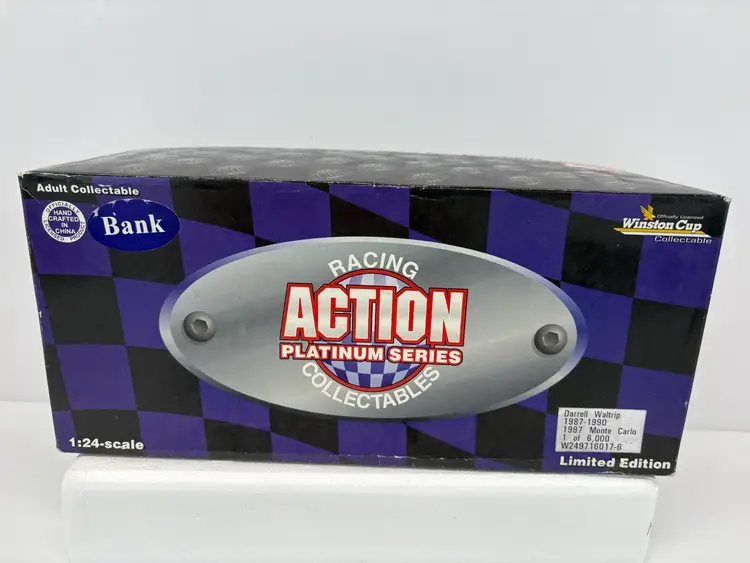 Adult Collectable
OFFICIALLY LICENSED PRODUCT
HAND
CRAFTED
IN
CHINA
Bank
Officially Licensed
Winston Cup
Collectable
RACING
ACTION
PLATINUM SERIES
COLLECTABLES
Darrell Waltrip
1987-1990
1997 Monte Carlo
1 of 6,000
W249716017-6
1:24-scale
Limited Edition